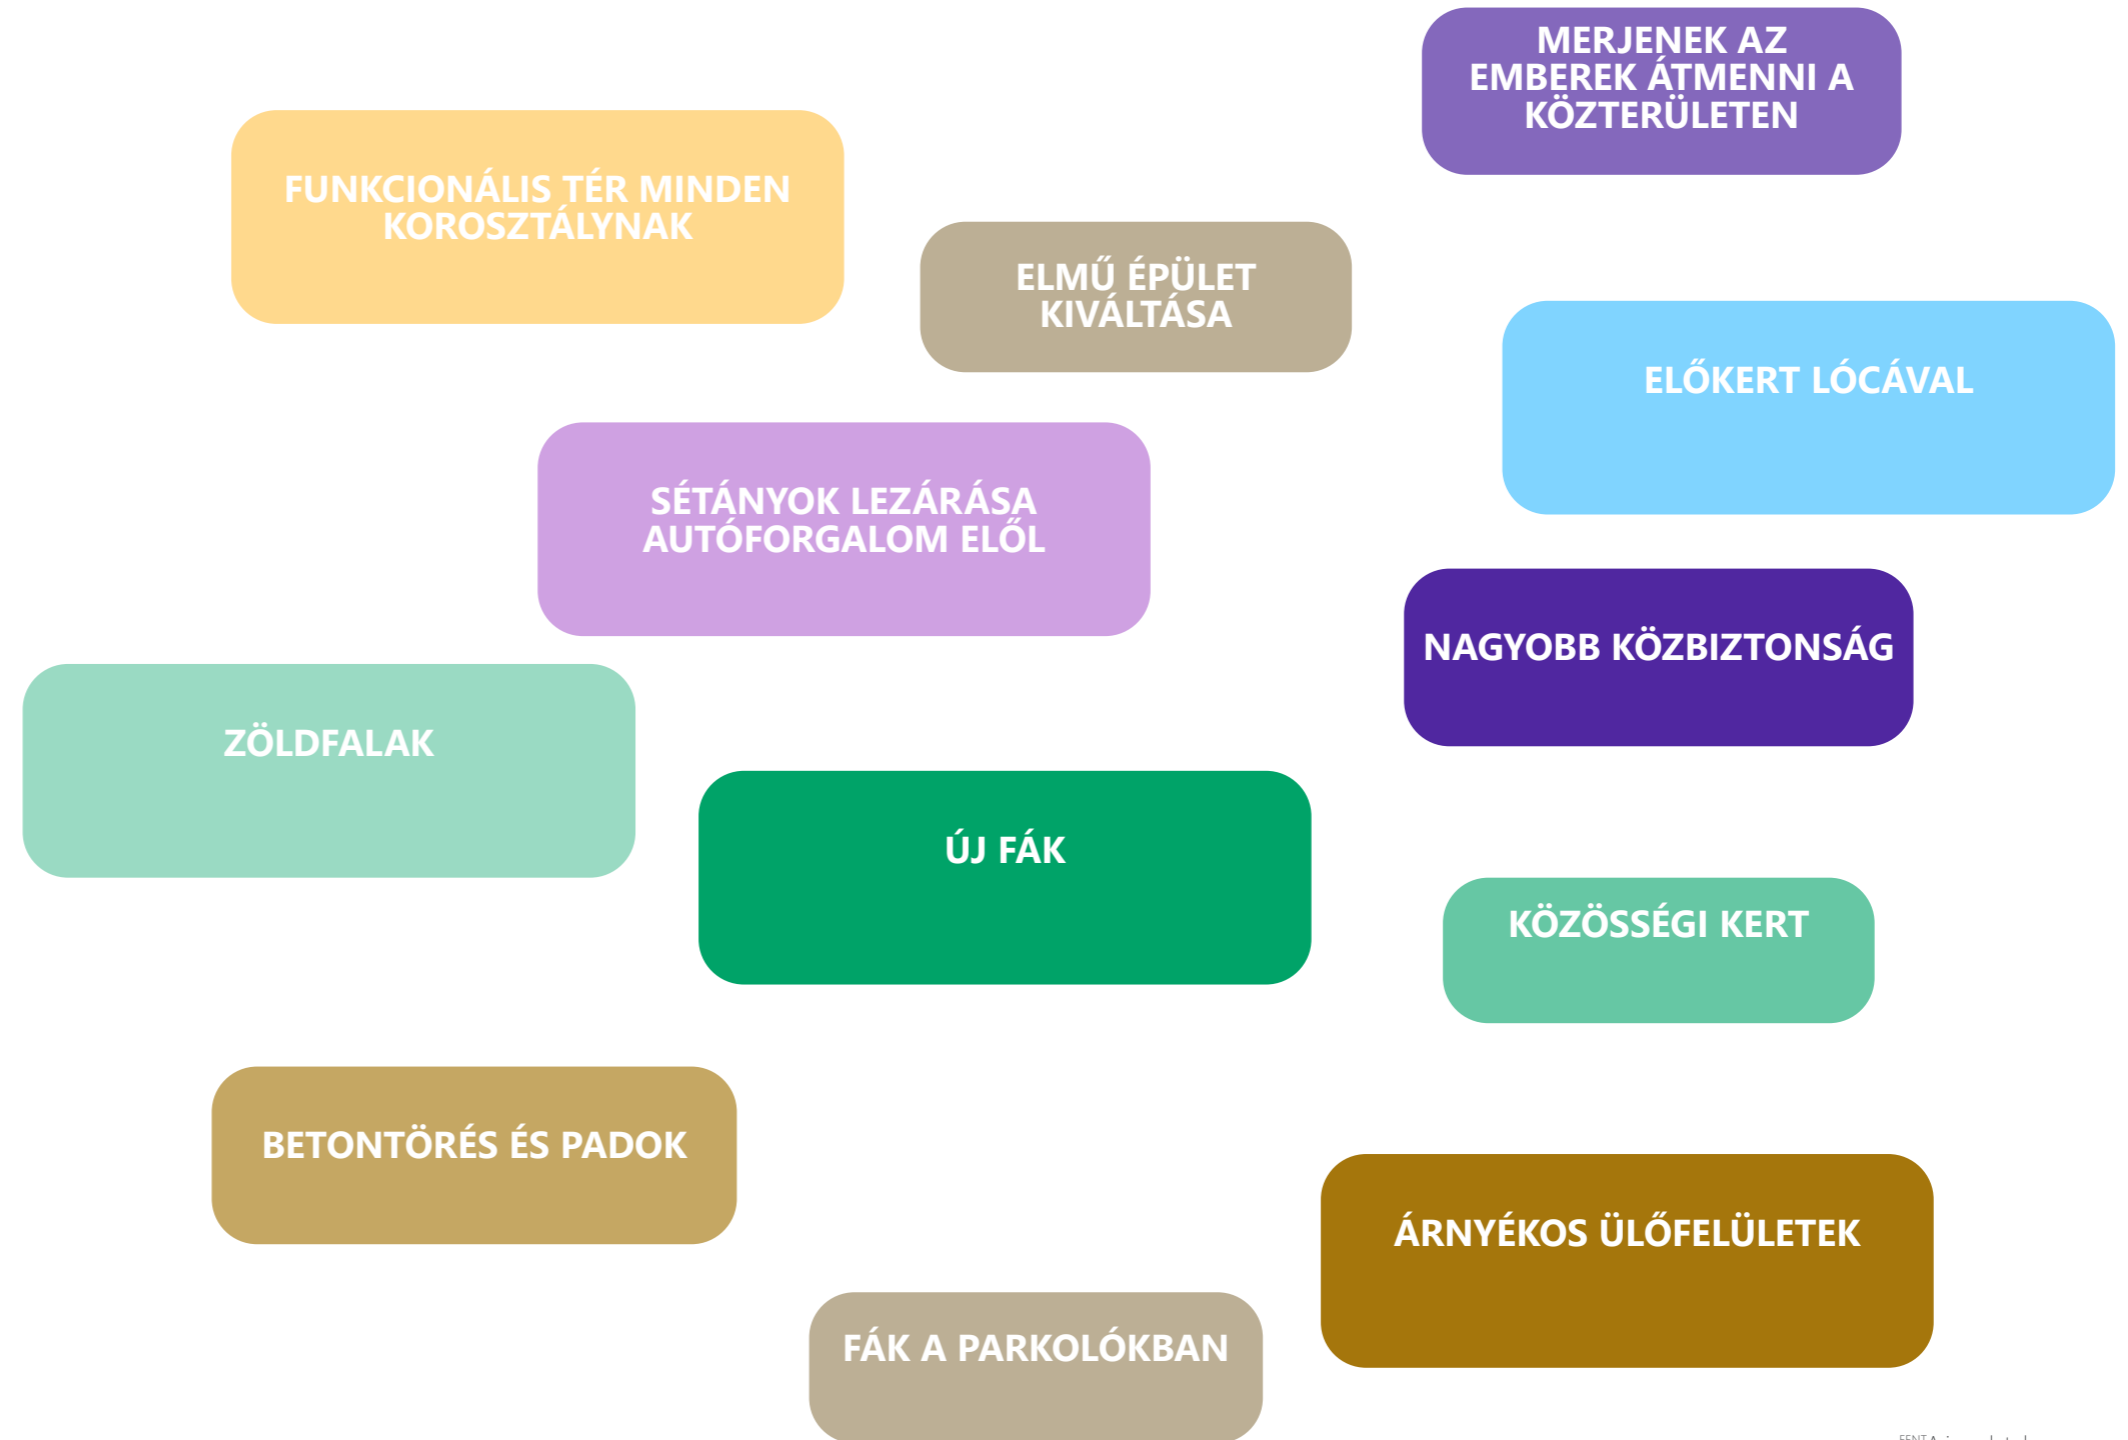 MERJENEK AZ
EMBEREK ÁTMENNI A
KÖZTERÜLETEN
FUNKCIONÁLIS TÉR MINDEN
KOROSZTÁLYNAK
ELMŰ ÉPÜLET
KIVÁLTÁSA
ELŐKERT LÓCÁVAL
SÉTÁNYOK LEZÁRÁSA
AUTÓFORGALOM ELŐL
NAGYOBB KÖZBIZTONSÁG
ZÖLDFALAK
ÚJ FÁK
KÖZÖSSÉGI KERT
BETONTÖRÉS ÉS PADOK
ÁRNYÉKOS ÜLŐFELÜLETEK
FÁK A PARKOLÓKBAN